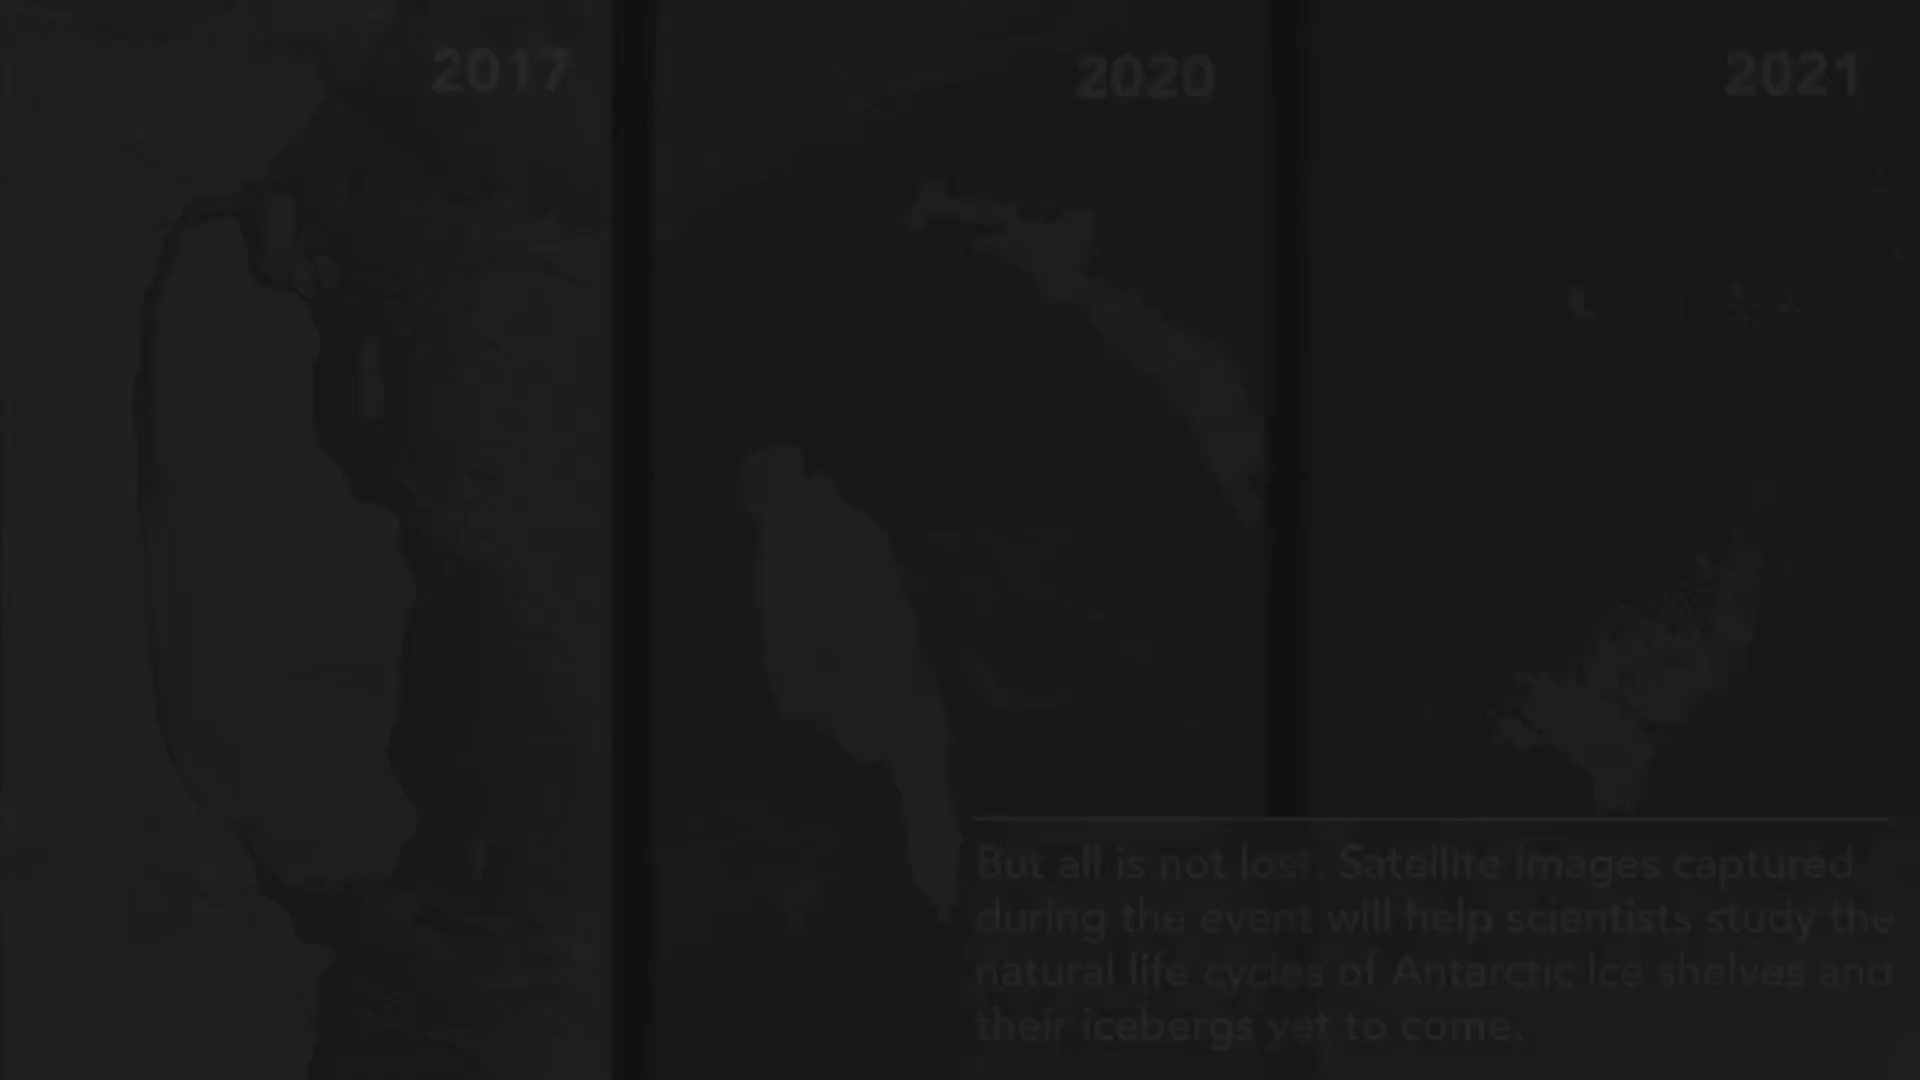 2017
2020
2021
But all is not lost. Satellite images captured
during the event will help scientists study the
natural life cycles of Antarctic ice shelves and
their icebergs yet to come.